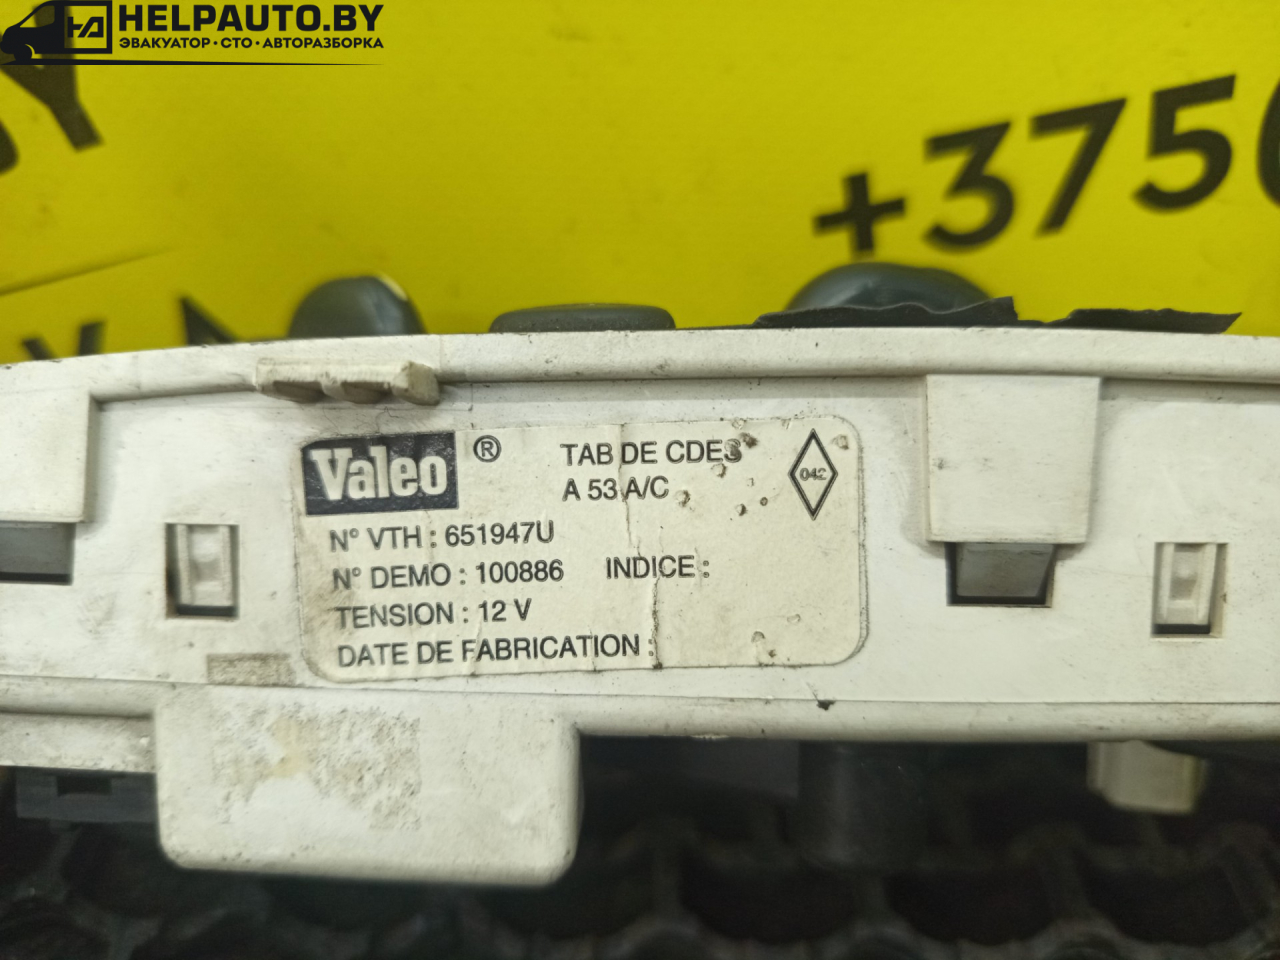 HELPAUTO.BY
ЭВАКУАТОР • СТО • АВТОРАЗБОРКА
+375
Valeo ®
TAB DE CDES
A 53 A/C
042
N° VTH : 651947U
N° DEMO : 100886 INDICE :
TENSION : 12 V
DATE DE FABRICATION :